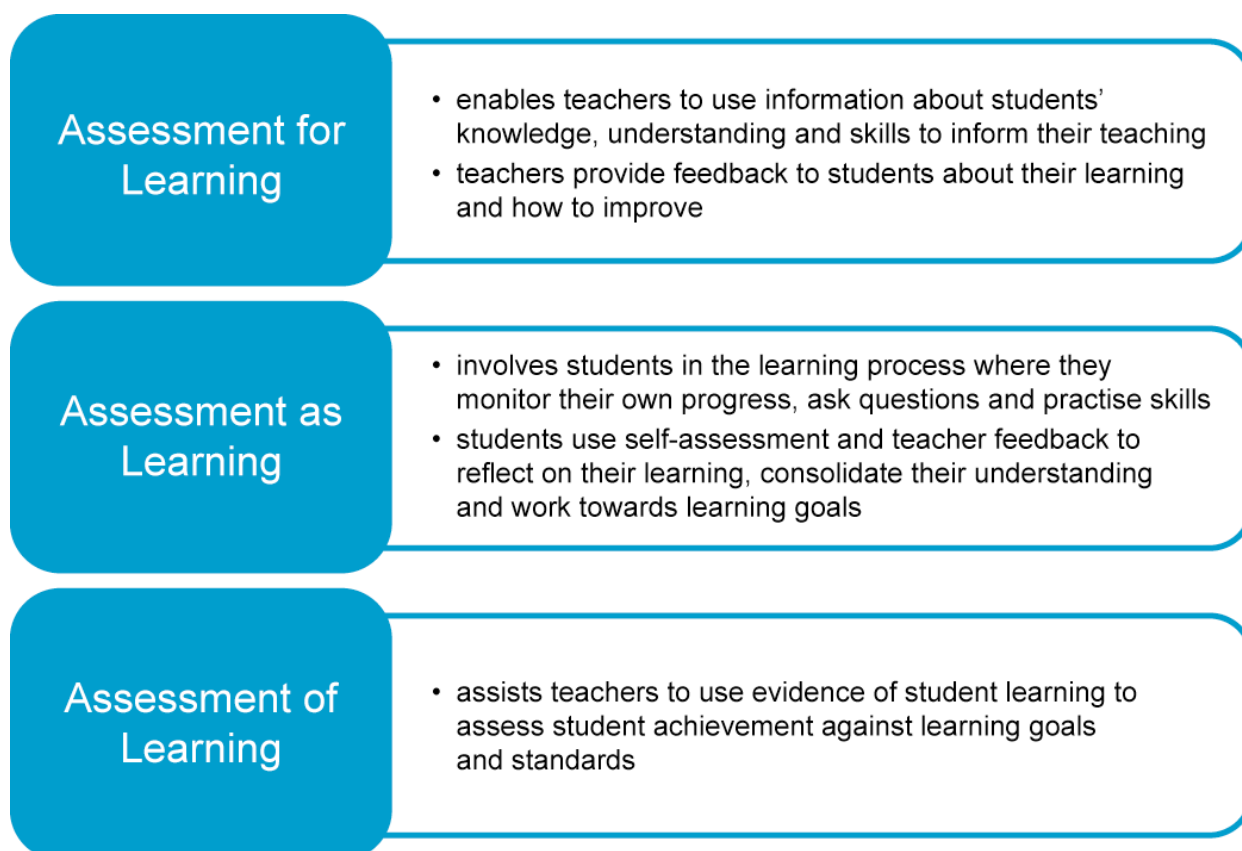 Assessment for
Learning
• enables teachers to use information about students’
knowledge, understanding and skills to inform their teaching
• teachers provide feedback to students about their learning
and how to improve
Assessment as
Learning
• involves students in the learning process where they
monitor their own progress, ask questions and practise skills
• students use self-assessment and teacher feedback to
reflect on their learning, consolidate their understanding
and work towards learning goals
Assessment of
Learning
• assists teachers to use evidence of student learning to
assess student achievement against learning goals
and standards